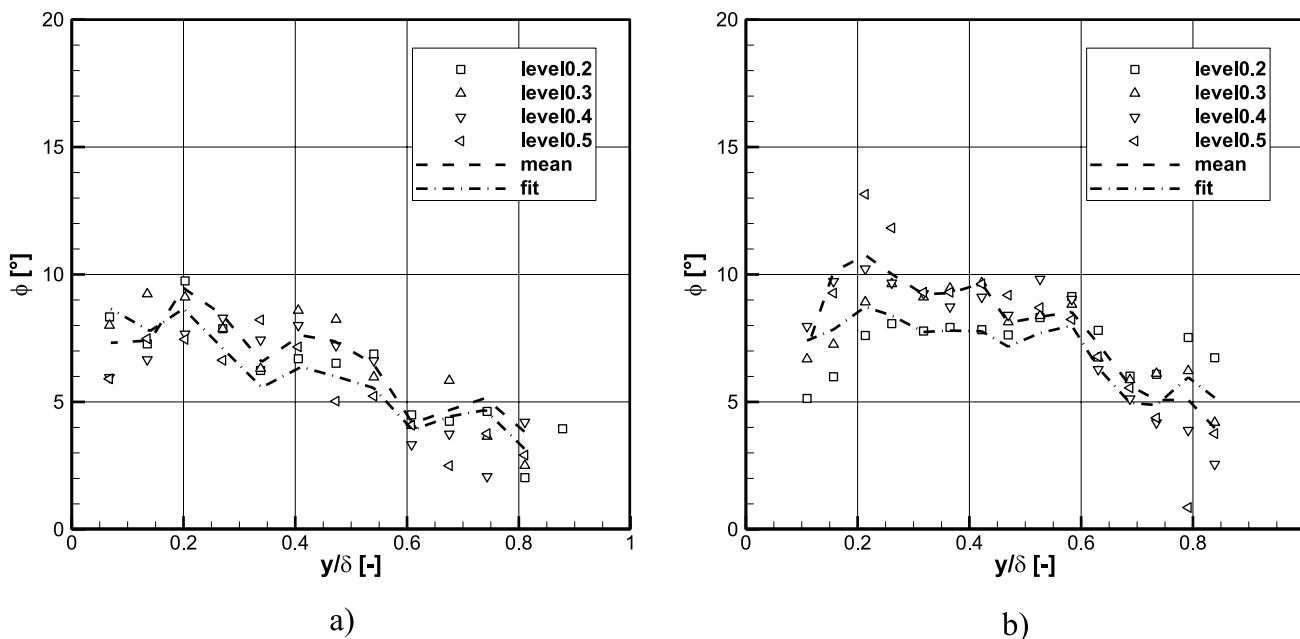 20
15
10
5
0
0
0.2
0.4
0.6
0.8
1
ϕ [°]
y/δ [-]
level0.2
level0.3
level0.4
level0.5
mean
fit
a)
20
15
10
5
0
0
0.2
0.4
0.6
0.8
ϕ [°]
y/δ [-]
level0.2
level0.3
level0.4
level0.5
mean
fit
b)